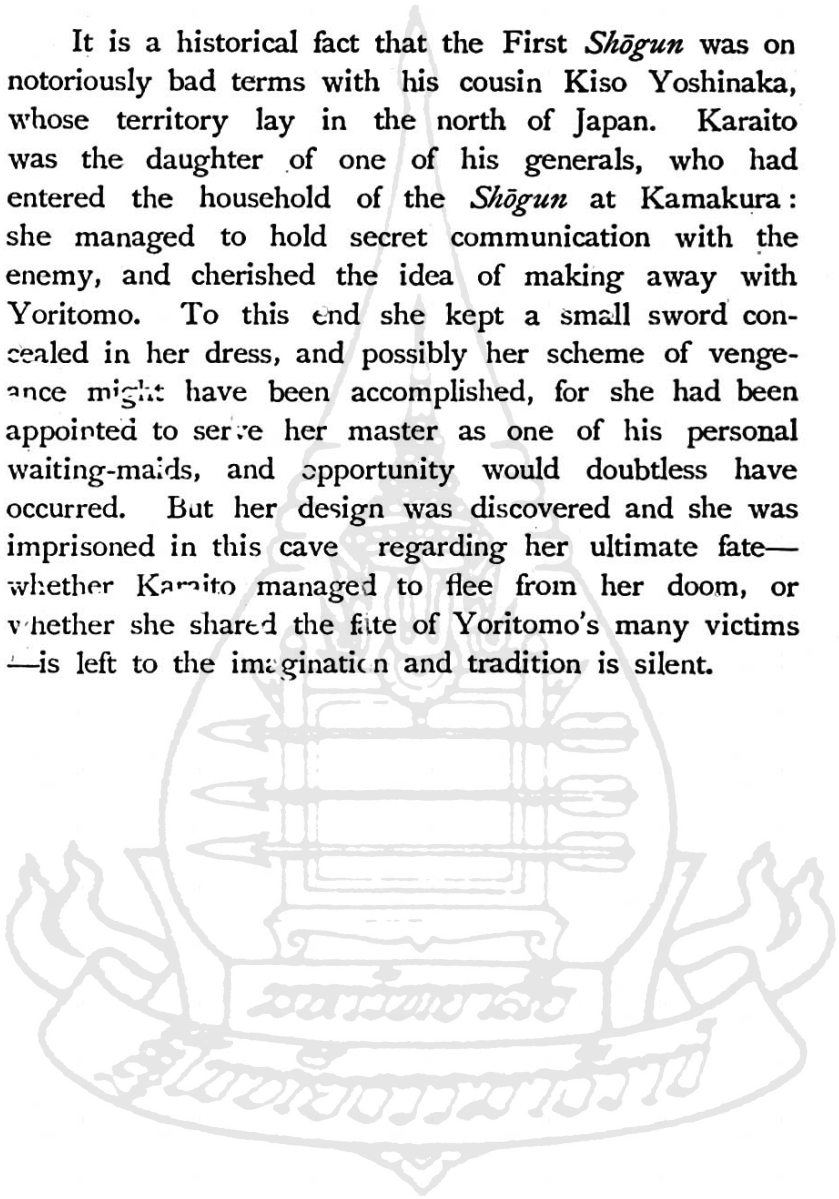 It is a historical fact that the First Shōgun was on
notoriously bad terms with his cousin Kiso Yoshinaka,
whose territory lay in the north of Japan. Karaito
was the daughter of one of his generals, who had
entered the household of the Shōgun at Kamakura :
she managed to hold secret communication with the
enemy, and cherished the idea of making away with
Yoritomo. To this end she kept a small sword con-
cealed in her dress, and possibly her scheme of venge-
ance might have been accomplished, for she had been
appointed to serve her master as one of his personal
waiting-maids, and opportunity would doubtless have
occurred. But her design was discovered and she was
imprisoned in this cave regarding her ultimate fate—
whether Karaito managed to flee from her doom, or
whether she shared the fate of Yoritomo's many victims
—is left to the imagination and tradition is silent.